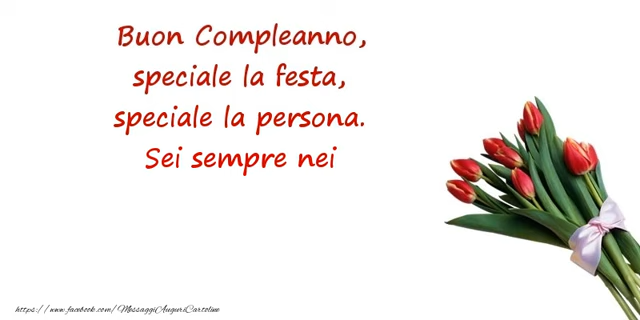 Buon Compleanno,
speciale la festa,
speciale la persona.
Sei sempre nei
https://www.facebook.com/MessaggiAuguriCartoline